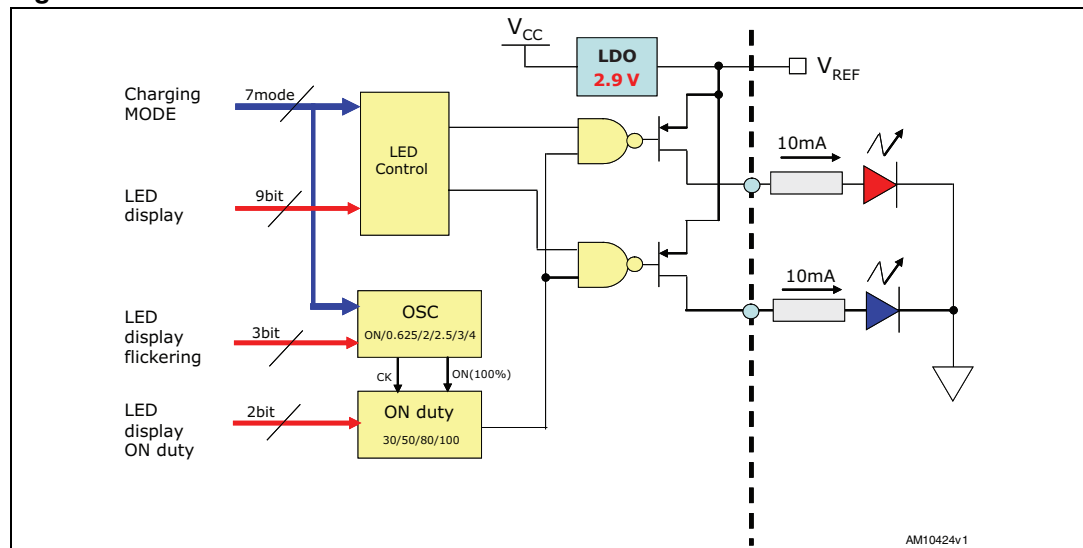 V_CC
LDO
2.9 V
V_REF
Charging
MODE
7mode
LED
Control
10mA
LED
display
9bit
10mA
LED
display
flickering
3bit
OSC
ON/0.625/2/2.5/3/4
CK
ON(100%)
LED
display
ON duty
2bit
ON duty
30/50/80/100
AM10424v1